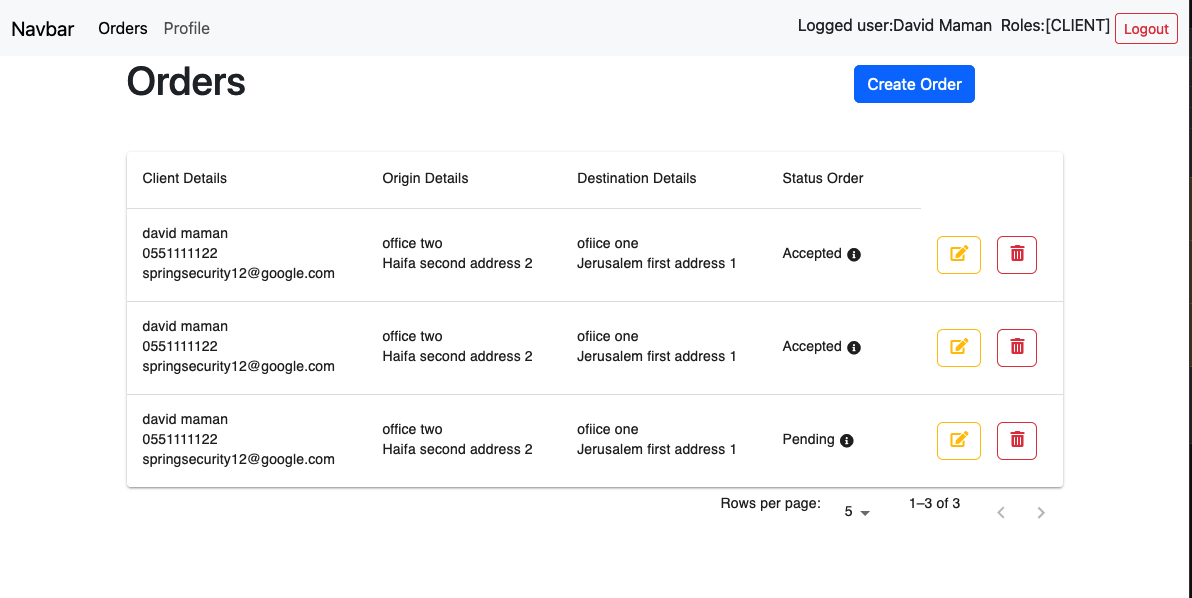 Navbar Orders Profile Logged user:David Maman Roles:[CLIENT] Logout
Orders Create Order
Client Details Origin Details Destination Details Status Order
david maman
0551111122
springsecurity12@google.com
office two
Haifa second address 2
ofiice one
Jerusalem first address 1
Accepted
david maman
0551111122
springsecurity12@google.com
office two
Haifa second address 2
ofiice one
Jerusalem first address 1
Accepted
david maman
0551111122
springsecurity12@google.com
office two
Haifa second address 2
ofiice one
Jerusalem first address 1
Pending
Rows per page: 5 1–3 of 3